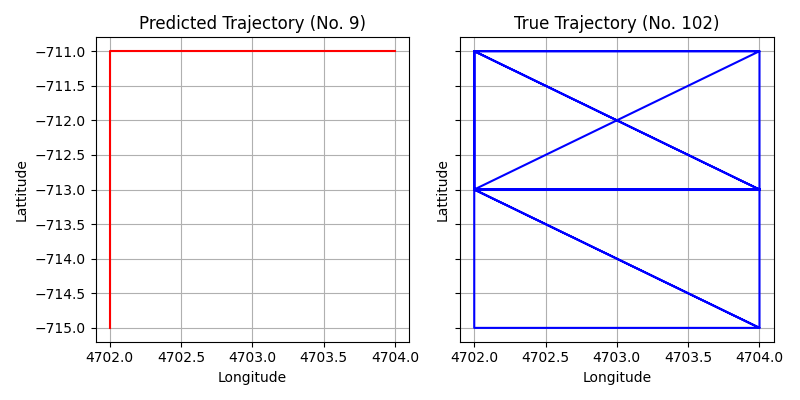 Predicted Trajectory (No. 9)
−711.0
−711.5
−712.0
−712.5
−713.0
−713.5
−714.0
−714.5
−715.0
Lattitude
4702.0 4702.5 4703.0 4703.5 4704.0
Longitude
True Trajectory (No. 102)
Lattitude
4702.0 4702.5 4703.0 4703.5 4704.0
Longitude